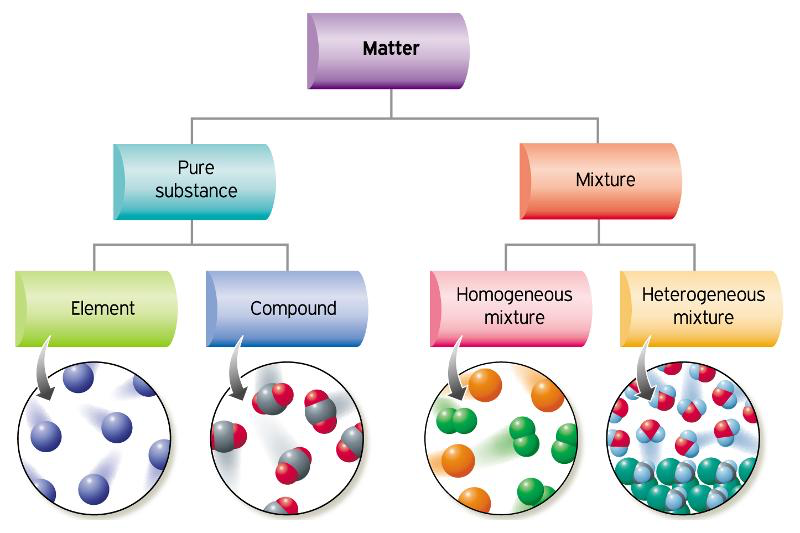 Matter
Pure
substance
Mixture
Element
Compound
Homogeneous
mixture
Heterogeneous
mixture